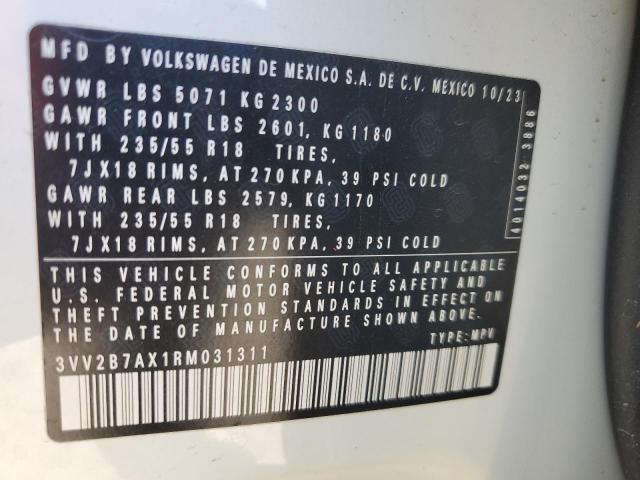 MFD BY VOLKSWAGEN DE MEXICO S.A. DE C.V. MEXICO 10/23
GVWR LBS 5071 KG 2300
GAWR FRONT LBS 2601, KG 1180
WITH 235/55 R18 TIRES,
7JX18 RIMS, AT 270 KPA, 39 PSI COLD
GAWR REAR LBS 2579, KG 1170
WITH 235/55 R18 TIRES,
7JX18 RIMS, AT 270 KPA, 39 PSI COLD
THIS VEHICLE CONFORMS TO ALL APPLICABLE
U.S. FEDERAL MOTOR VEHICLE SAFETY AND
THEFT PREVENTION STANDARDS IN EFFECT ON
THE DATE OF MANUFACTURE SHOWN ABOVE.
3VV2B7AX1RM031311 TYPE: MPV
4014032 3886